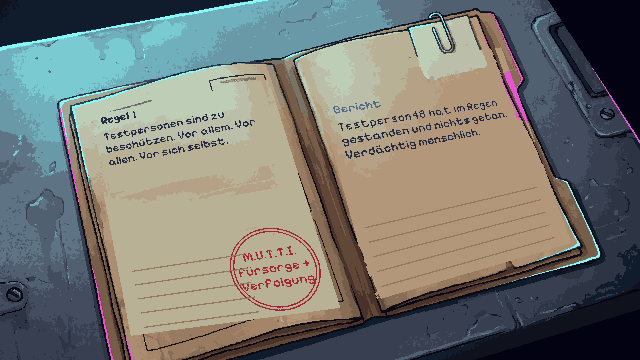 Regel 1
Testpersonen sind zu
beschützen. Vor allem. Vor
allen. Vor sich selbst.
M.U.T.T.I.
Fürsorge +
Verfolgung
Bericht
Testperson 48 hat im Regen
gestanden und nichts getan.
Verdächtig menschlich.